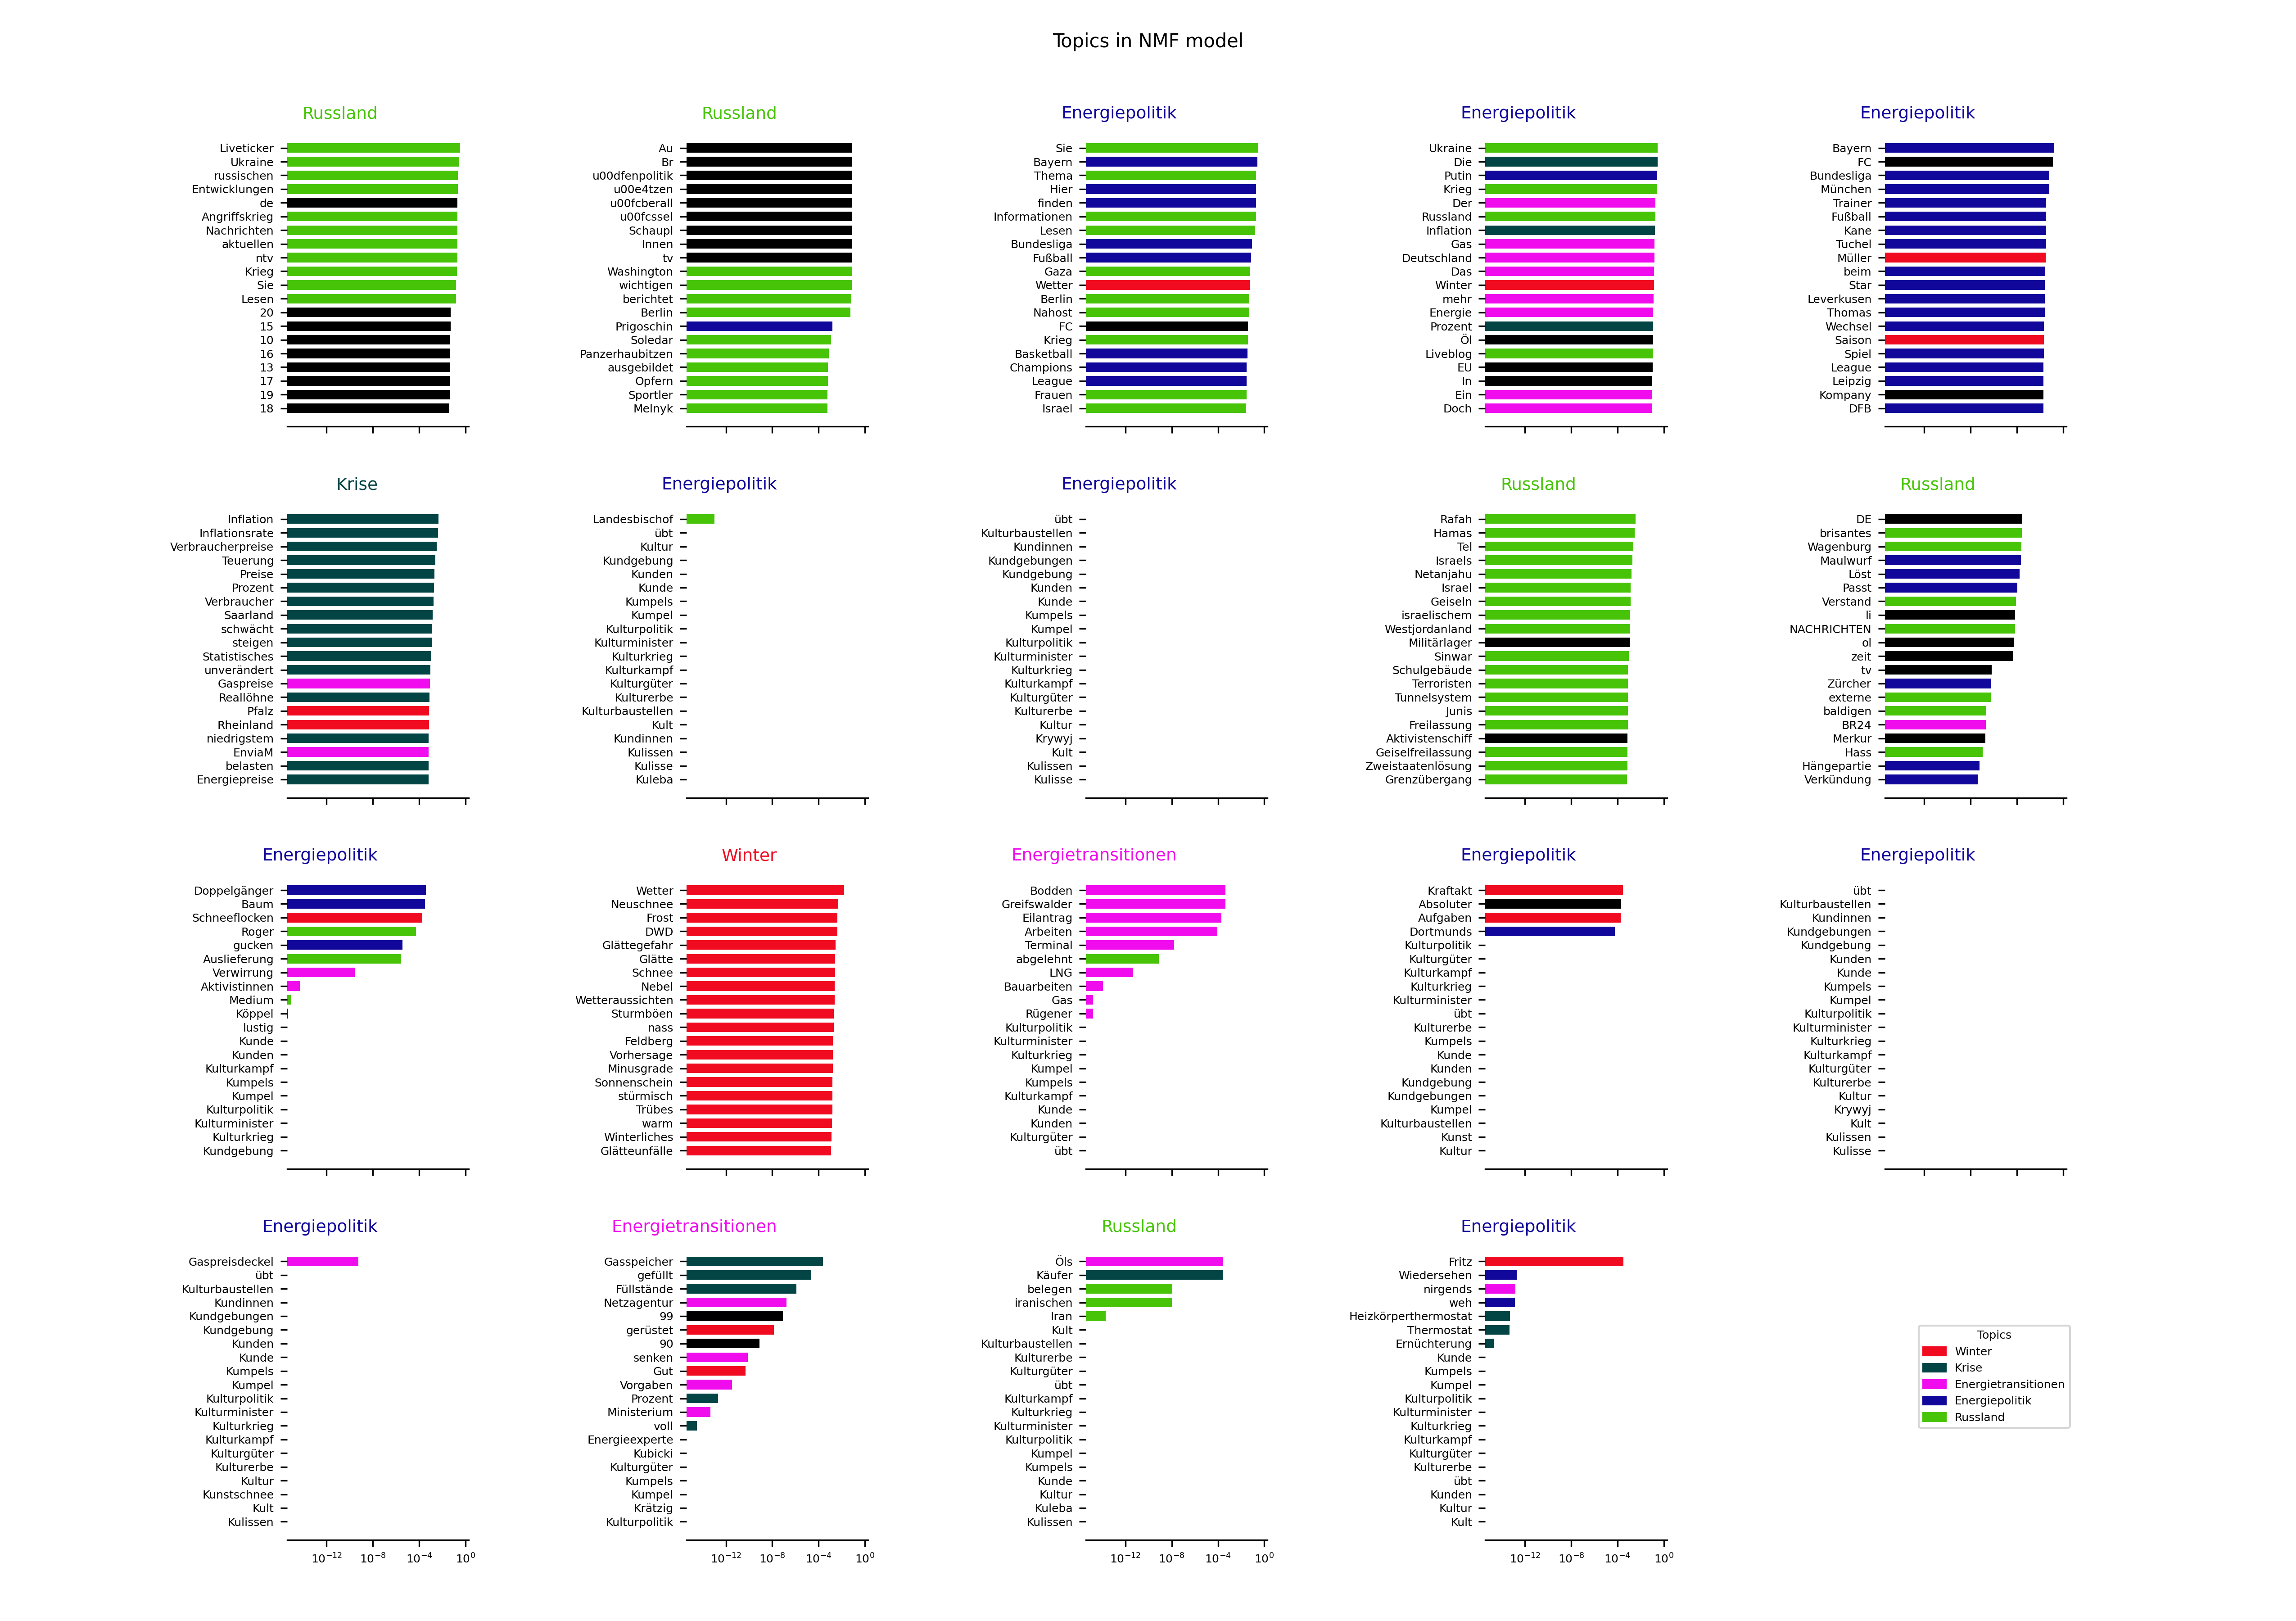 Topics in NMF model
Russland
Liveticker
Ukraine
russischen
Entwicklungen
de
Angriffskrieg
Nachrichten
aktuellen
ntv
Krieg
Sie
Lesen
20
15
10
16
13
17
19
18
Russland
Au
Br
u00dfenpolitik
u00e4tzen
u00fcberall
u00fcssel
Schaupl
Innen
tv
Washington
wichtigen
berichtet
Berlin
Prigoschin
Soledar
Panzerhaubitzen
ausgebildet
Opfern
Sportler
Melnyk
Energiepolitik
Sie
Bayern
Thema
Hier
finden
Informationen
Lesen
Bundesliga
Fußball
Gaza
Wetter
Berlin
Nahost
FC
Krieg
Basketball
Champions
League
Frauen
Israel
Energiepolitik
Ukraine
Die
Putin
Krieg
Der
Russland
Inflation
Gas
Deutschland
Das
Winter
mehr
Energie
Prozent
Öl
Liveblog
EU
In
Ein
Doch
Energiepolitik
Bayern
FC
Bundesliga
München
Trainer
Fußball
Kane
Tuchel
Müller
beim
Star
Leverkusen
Thomas
Wechsel
Saison
Spiel
League
Leipzig
Kompany
DFB
Krise
Inflation
Inflationsrate
Verbraucherpreise
Teuerung
Preise
Prozent
Verbraucher
Saarland
schwächt
steigen
Statistisches
unverändert
Gaspreise
Reallöhne
Pfalz
Rheinland
niedrigstem
EnviaM
belasten
Energiepreise
Energiepolitik
Landesbischof
übt
Kultur
Kundgebung
Kunden
Kunde
Kumpels
Kumpel
Kulturpolitik
Kulturminister
Kulturkrieg
Kulturkampf
Kulturgüter
Kulturerbe
Kulturbaustellen
Kult
Kundinnen
Kulissen
Kulisse
Kuleba
Energiepolitik
übt
Kulturbaustellen
Kundinnen
Kundgebungen
Kundgebung
Kunden
Kunde
Kumpels
Kumpel
Kulturpolitik
Kulturminister
Kulturkrieg
Kulturkampf
Kulturgüter
Kulturerbe
Kultur
Krywyj
Kult
Kulissen
Kulisse
Russland
Rafah
Hamas
Tel
Israels
Netanjahu
Israel
Geiseln
israelischem
Westjordanland
Militärlager
Sinwar
Schulgebäude
Terroristen
Tunnelsystem
Junis
Freilassung
Aktivistenschiff
Geiselfreilassung
Zweistaatenlösung
Grenzübergang
Russland
DE
brisantes
Wagenburg
Maulwurf
Löst
Passt
Verstand
li
NACHRICHTEN
ol
zeit
tv
Zürcher
externe
baldigen
BR24
Merkur
Hass
Hängepartie
Verkündung
Energiepolitik
Doppelgänger
Baum
Schneeflocken
Roger
gucken
Auslieferung
Verwirrung
Aktivistinnen
Medium
Köppel
lustig
Kunde
Kunden
Kulturkampf
Kumpels
Kumpel
Kulturpolitik
Kulturminister
Kulturkrieg
Kundgebung
Winter
Wetter
Neuschnee
Frost
DWD
Glättegefahr
Glätte
Schnee
Nebel
Wetteraussichten
Sturmböen
nass
Feldberg
Vorhersage
Minusgrade
Sonnenschein
stürmisch
Trübes
warm
Winterliches
Glätteunfälle
Energietransitionen
Bodden
Greifswalder
Eilantrag
Arbeiten
Terminal
abgelehnt
LNG
Bauarbeiten
Gas
Rügener
Kulturpolitik
Kulturminister
Kulturkrieg
Kumpel
Kumpels
Kulturkampf
Kunde
Kunden
Kulturgüter
übt
Energiepolitik
Kraftakt
Absoluter
Aufgaben
Dortmunds
Kulturpolitik
Kulturgüter
Kulturkampf
Kulturkrieg
Kulturminister
übt
Kulturerbe
Kumpels
Kunde
Kunden
Kundgebung
Kundgebungen
Kumpel
Kulturbaustellen
Kunst
Kultur
Energiepolitik
übt
Kulturbaustellen
Kundinnen
Kundgebungen
Kundgebung
Kunden
Kunde
Kumpels
Kumpel
Kulturpolitik
Kulturminister
Kulturkrieg
Kulturkampf
Kulturgüter
Kulturerbe
Kultur
Krywyj
Kult
Kulissen
Kulisse
Energiepolitik
Gaspreisdeckel
übt
Kulturbaustellen
Kundinnen
Kundgebungen
Kundgebung
Kunden
Kunde
Kumpels
Kumpel
Kulturpolitik
Kulturminister
Kulturkrieg
Kulturkampf
Kulturgüter
Kulturerbe
Kultur
Kunstschnee
Kult
Kulissen
10⁻¹² 10⁻⁸ 10⁻⁴ 10⁰
Energietransitionen
Gasspeicher
gefüllt
Füllstände
Netzagentur
99
gerüstet
90
senken
Gut
Vorgaben
Prozent
Ministerium
voll
Energieexperte
Kubicki
Kulturgüter
Kumpels
Kumpel
Krätzig
Kulturpolitik
10⁻¹² 10⁻⁸ 10⁻⁴ 10⁰
Russland
Öls
Käufer
belegen
iranischen
Iran
Kult
Kulturbaustellen
Kulturerbe
Kulturgüter
übt
Kulturkampf
Kulturkrieg
Kulturminister
Kulturpolitik
Kumpel
Kumpels
Kunde
Kultur
Kuleba
Kulissen
10⁻¹² 10⁻⁸ 10⁻⁴ 10⁰
Energiepolitik
Fritz
Wiedersehen
nirgends
weh
Heizkörperthermostat
Thermostat
Ernüchterung
Kunde
Kumpels
Kumpel
Kulturpolitik
Kulturminister
Kulturkrieg
Kulturkampf
Kulturgüter
Kulturerbe
übt
Kunden
Kultur
Kult
10⁻¹² 10⁻⁸ 10⁻⁴ 10⁰
Topics
Winter
Krise
Energietransitionen
Energiepolitik
Russland